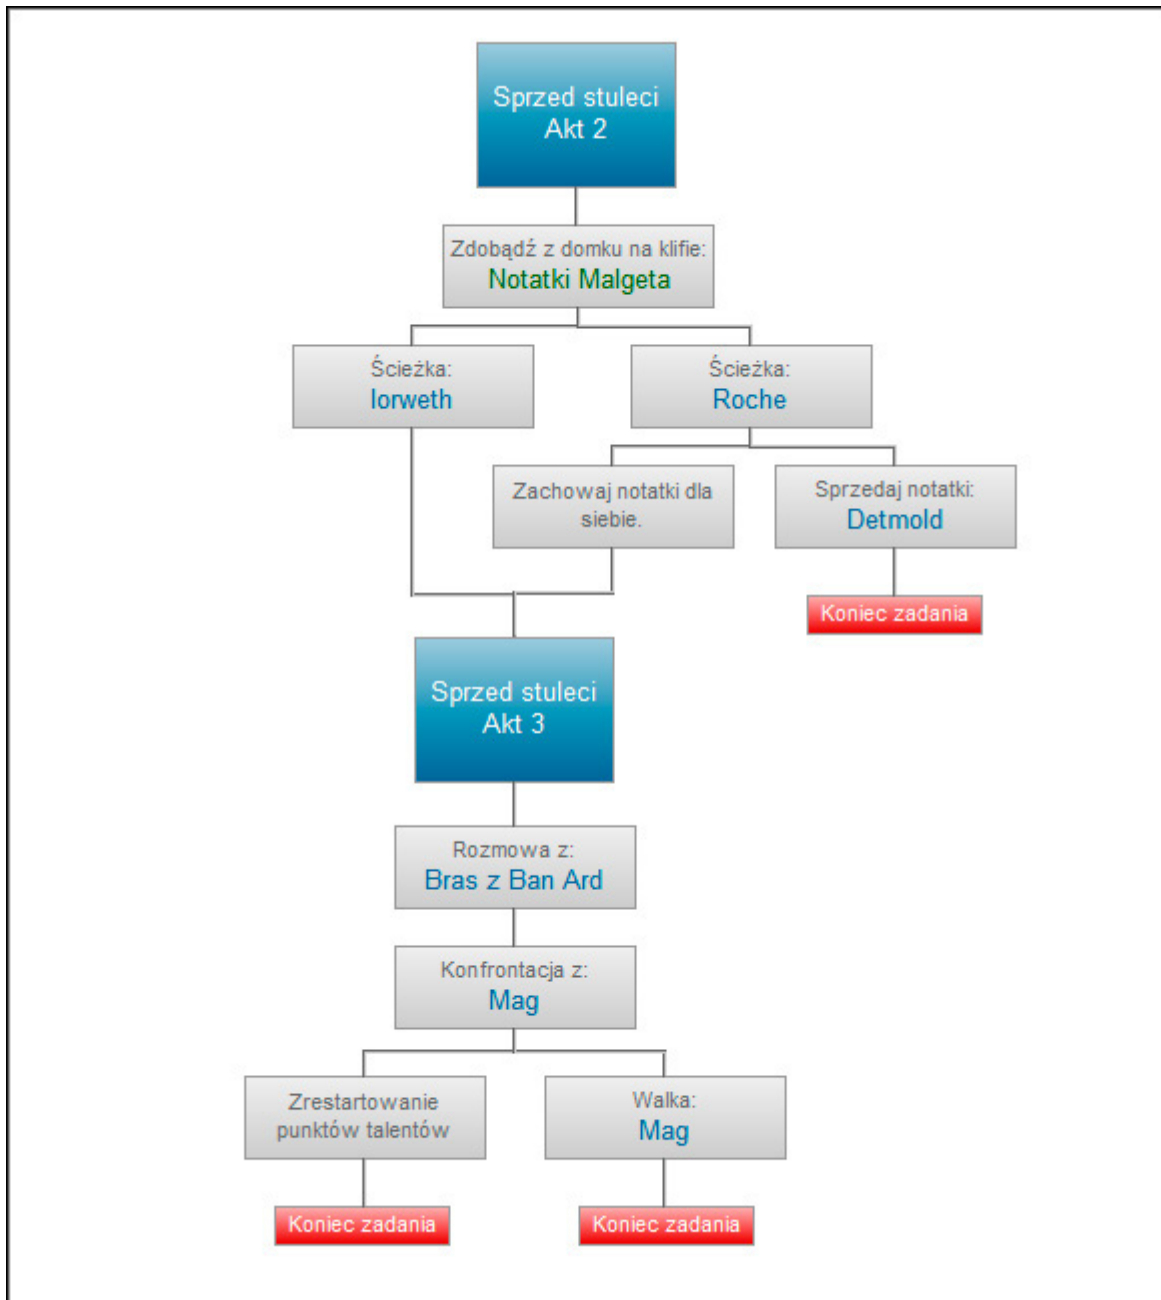 Sprzed stuleci
Akt 2
Zdobądź z domku na klifie:
Notatki Malgeta
Ścieżka:
Iorweth
Ścieżka:
Roche
Zachowaj notatki dla
siebie.
Sprzedaj notatki:
Detmold
Koniec zadania
Sprzed stuleci
Akt 3
Rozmowa z:
Bras z Ban Ard
Konfrontacja z:
Mag
Zrestartowanie
punktów talentów
Walka:
Mag
Koniec zadania
Koniec zadania